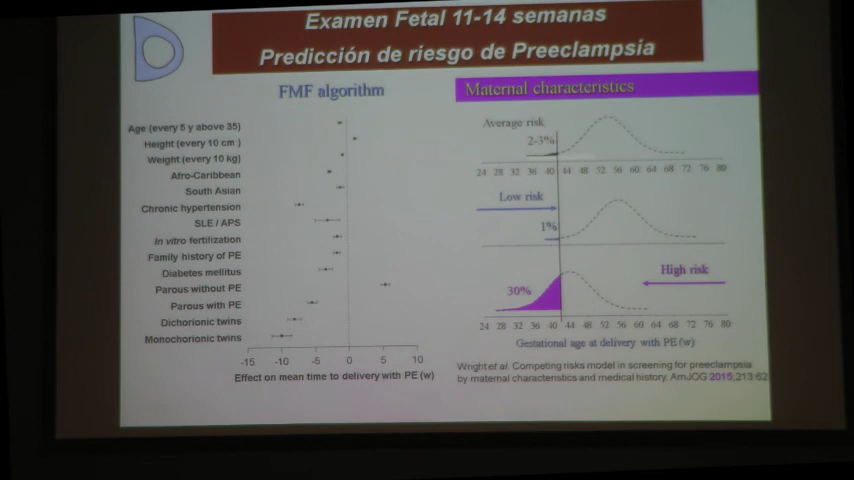 Examen Fetal 11-14 semanas
Predicción de riesgo de Preeclampsia
FMF algorithm
Age (every 5 y above 35)
Height (every 10 cm )
Weight (every 10 kg)
Afro-Caribbean
South Asian
Chronic hypertension
SLE / APS
In vitro fertilization
Family history of PE
Diabetes mellitus
Parous without PE
Parous with PE
Dichorionic twins
Monochorionic twins
-15 -10 -5 0 5 10
Effect on mean time to delivery with PE (w)
Maternal characteristics
Average risk
2-3%
24 28 32 36 40 44 48 52 56 60 64 68 72 76 80
Low risk
1%
High risk
30%
24 28 32 36 40 44 48 52 56 60 64 68 72 76 80
Gestational age at delivery with PE (w)
Wright et al. Competing risks model in screening for preeclampsia
by maternal characteristics and medical history. AmJOG 2015;213:62